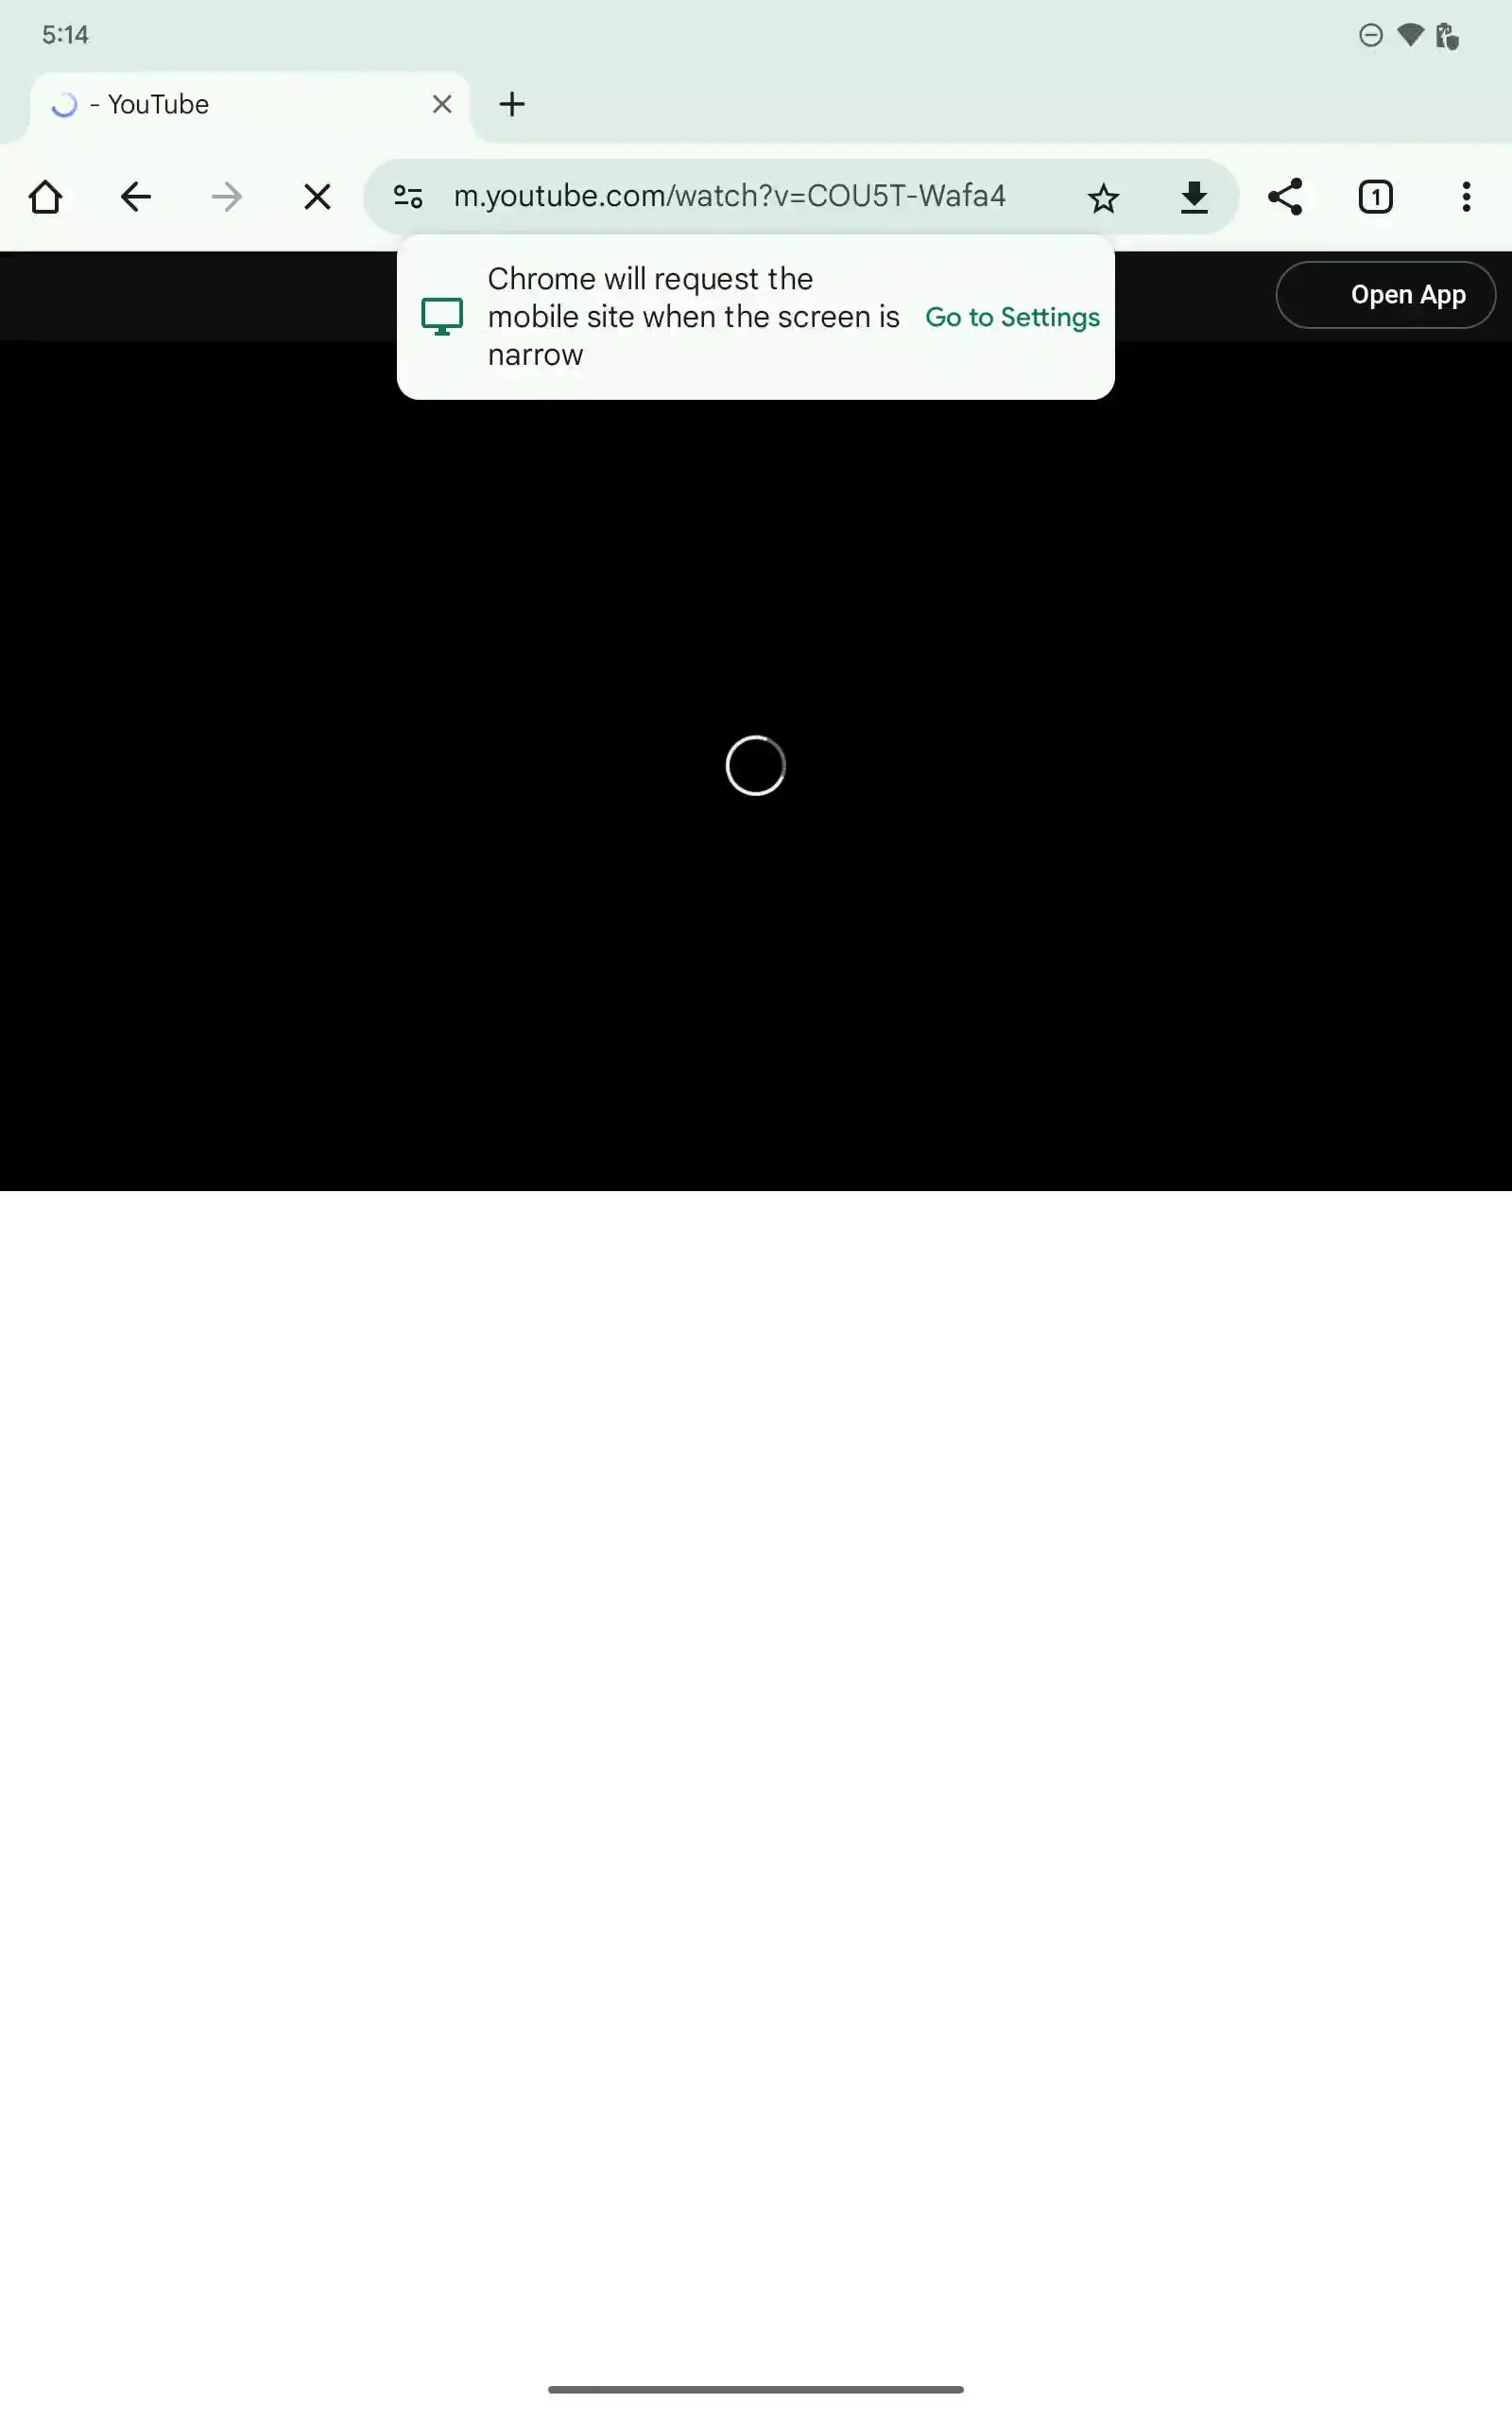 5:14
- YouTube
m.youtube.com/watch?v=COU5T-Wafa4
1
Chrome will request the
mobile site when the screen is
narrow
Go to Settings
Open App